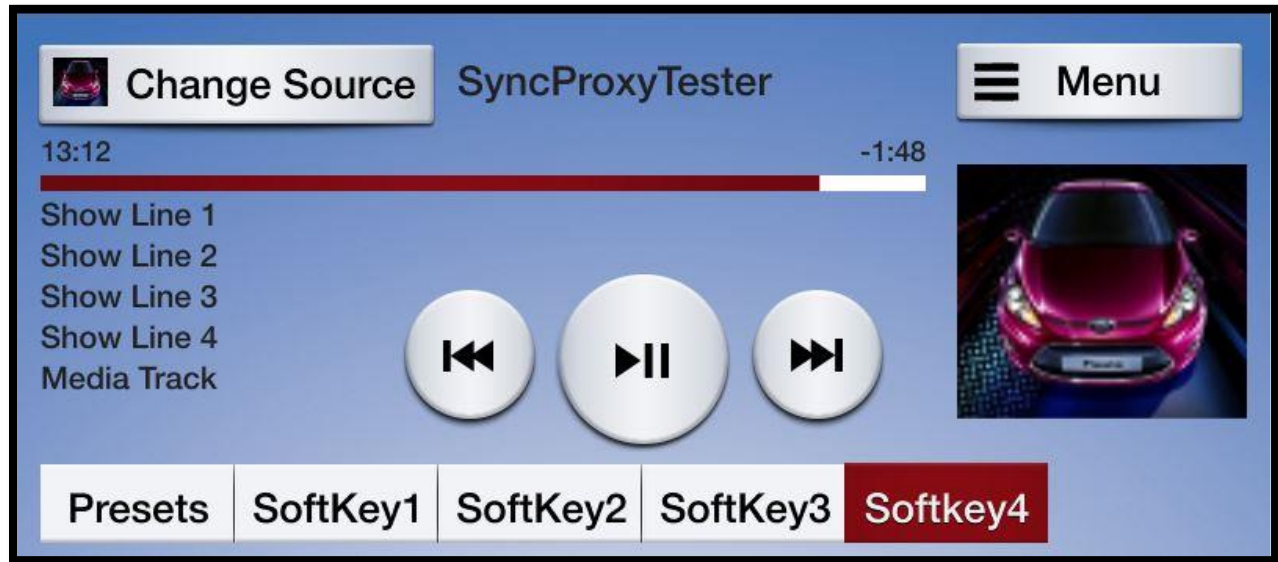 Change Source SyncProxyTester Menu
13:12 -1:48
Show Line 1
Show Line 2
Show Line 3
Show Line 4
Media Track
Presets SoftKey1 SoftKey2 SoftKey3 Softkey4